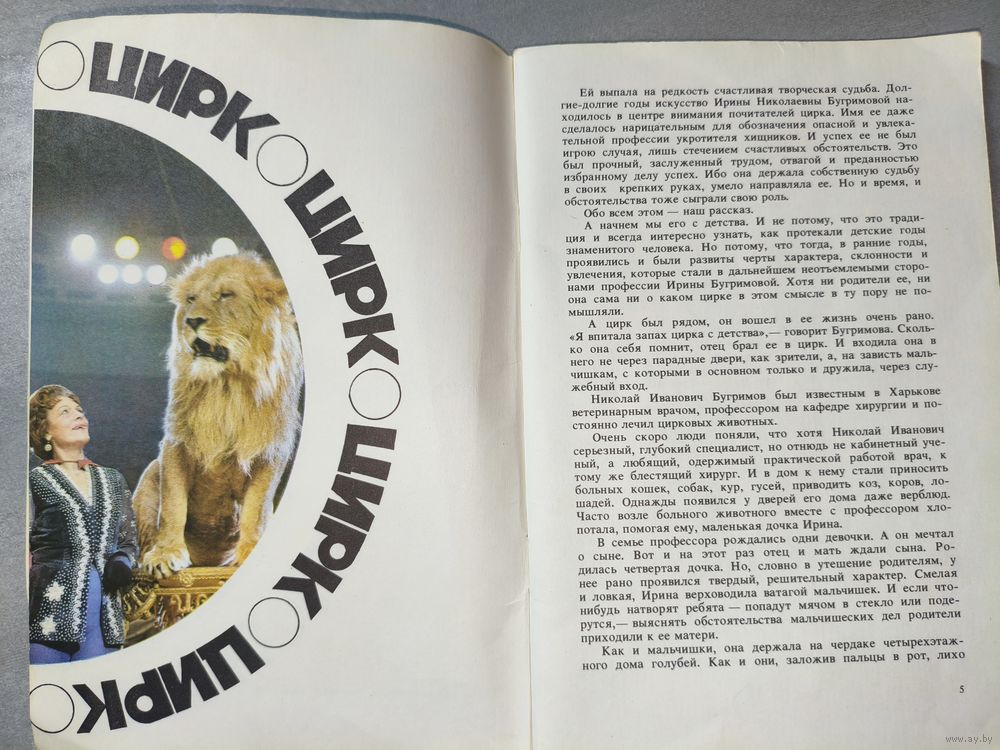 ЦИРК
ЦИРК
ЦИРК
ЦИРК
ЦИРК
Ей выпала на редкость счастливая творческая судьба. Дол-
гие-долгие годы искусство Ирины Николаевны Бугримовой на-
ходилось в центре внимания почитателей цирка. Имя ее даже
сделалось нарицательным для обозначения опасной и увлека-
тельной профессии укротителя хищников. И успех ее не был
игрою случая, лишь стечением счастливых обстоятельств. Это
был прочный, заслуженный трудом, отвагой и преданностью
избранному делу успех. Ибо она держала собственную судьбу
в своих крепких руках, умело направляла ее. Но и время, и
обстоятельства тоже сыграли свою роль.
Обо всем этом — наш рассказ.
А начнем мы его с детства. И не потому, что это тради-
ция и всегда интересно узнать, как протекали детские годы
знаменитого человека. Но потому, что тогда, в ранние годы,
проявились и были развиты черты характера, склонности и
увлечения, которые стали в дальнейшем неотъемлемыми сторо-
нами профессии Ирины Бугримовой. Хотя ни родители ее, ни
она сама ни о каком цирке в этом смысле в ту пору не по-
мышляли.
А цирк был рядом, он вошел в ее жизнь очень рано.
«Я впитала запах цирка с детства»,— говорит Бугримова. Сколь-
ко она себя помнит, отец брал ее в цирк. И входила она в
него не через парадные двери, как зрители, а, на зависть маль-
чишкам, с которыми в основном только и дружила, через слу-
жебный вход.
Николай Иванович Бугримов был известным в Харькове
ветеринарным врачом, профессором на кафедре хирургии и по-
стоянно лечил цирковых животных.
Очень скоро люди поняли, что хотя Николай Иванович
серьезный, глубокий специалист, но отнюдь не кабинетный уче-
ный, а любящий, одержимый практической работой врач, к
тому же блестящий хирург. И в дом к нему стали приносить
больных кошек, собак, кур, гусей, приводить коз, коров, ло-
шадей. Однажды появился у дверей его дома даже верблюд.
Часто возле больного животного вместе с профессором хло-
потала, помогая ему, маленькая дочка Ирина.
В семье профессора рождались одни девочки. А он мечтал
о сыне. Вот и на этот раз отец и мать ждали сына. Ро-
дилась четвертая дочка. Но, словно в утешение родителям, у
нее рано проявился твердый, решительный характер. Смелая
и ловкая, Ирина верховодила ватагой мальчишек. И если что-
нибудь натворят ребята — попадут мячом в стекло или поде-
рутся,— выяснять обстоятельства мальчишеских дел родители
приходили к ее матери.
Как и мальчишки, она держала на чердаке четырехэтаж-
ного дома голубей. Как и они, заложив пальцы в рот, лихо
5
www.ay.by